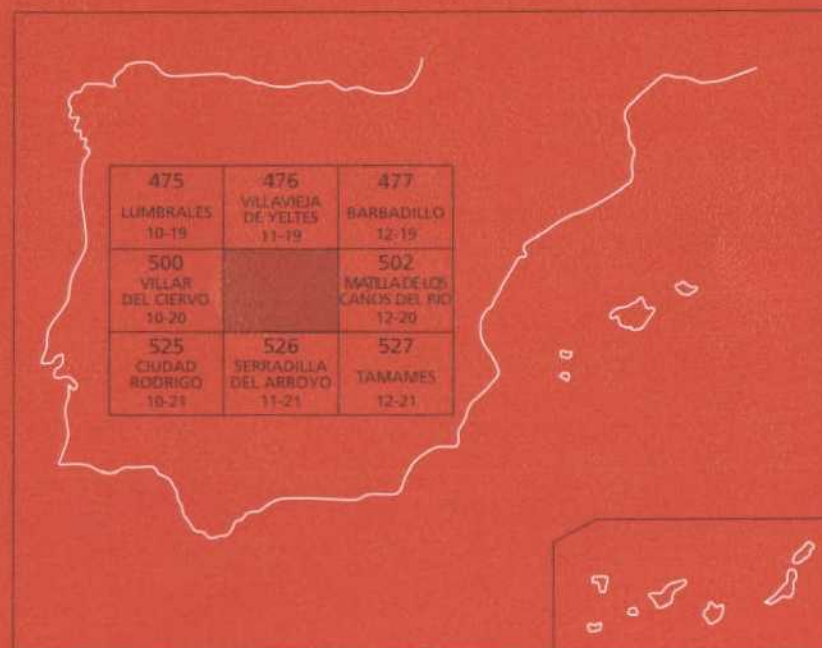 475
LUMBRALES
10-19
476
VILLAVIEJA
DE YELTES
11-19
477
BARBADILLO
12-19
500
VILLAR
DEL CIERVO
10-20
502
MATILLA DE LOS
CAÑOS DEL RIO
12-20
525
CIUDAD
RODRIGO
10-21
526
SERRADILLA
DEL ARROYO
11-21
527
TAMAMES
12-21